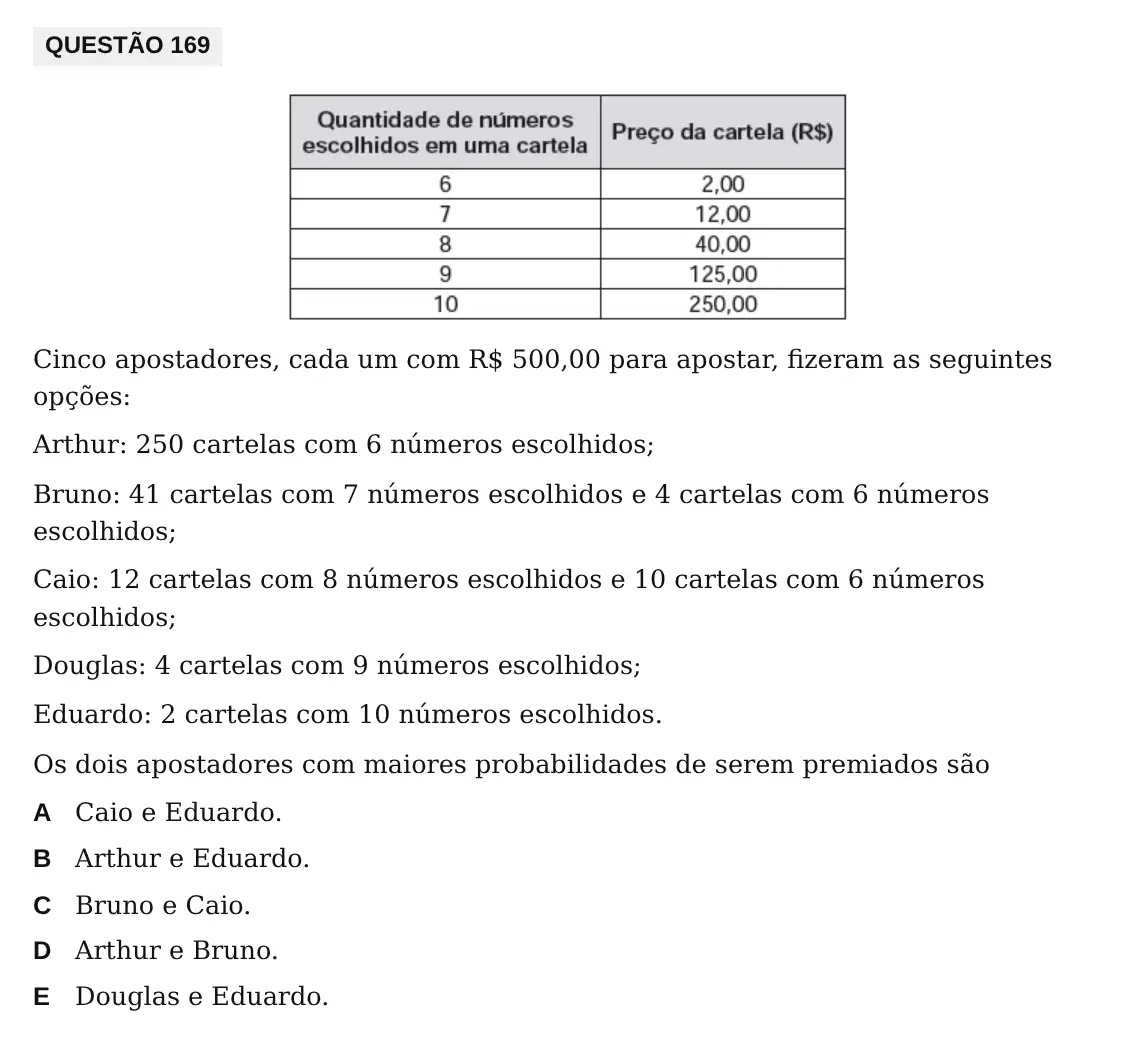 QUESTÃO 169
Quantidade de números
escolhidos em uma cartela
Preço da cartela (R$)
6 2,00
7 12,00
8 40,00
9 125,00
10 250,00
Cinco apostadores, cada um com R$ 500,00 para apostar, fizeram as seguintes
opções:
Arthur: 250 cartelas com 6 números escolhidos;
Bruno: 41 cartelas com 7 números escolhidos e 4 cartelas com 6 números
escolhidos;
Caio: 12 cartelas com 8 números escolhidos e 10 cartelas com 6 números
escolhidos;
Douglas: 4 cartelas com 9 números escolhidos;
Eduardo: 2 cartelas com 10 números escolhidos.
Os dois apostadores com maiores probabilidades de serem premiados são
A Caio e Eduardo.
B Arthur e Eduardo.
C Bruno e Caio.
D Arthur e Bruno.
E Douglas e Eduardo.